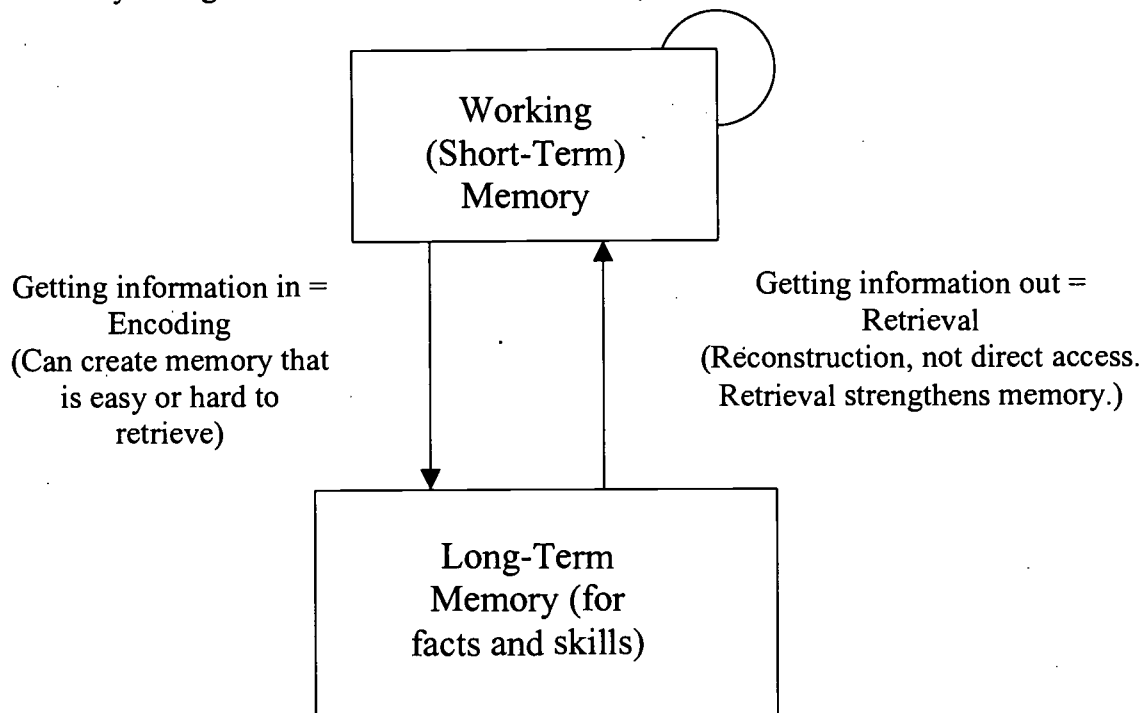 Working
(Short-Term)
Memory
Getting information in =
Encoding
(Can create memory that
is easy or hard to
retrieve)
Getting information out =
Retrieval
(Reconstruction, not direct access.
Retrieval strengthens memory.)
Long-Term
Memory (for
facts and skills)